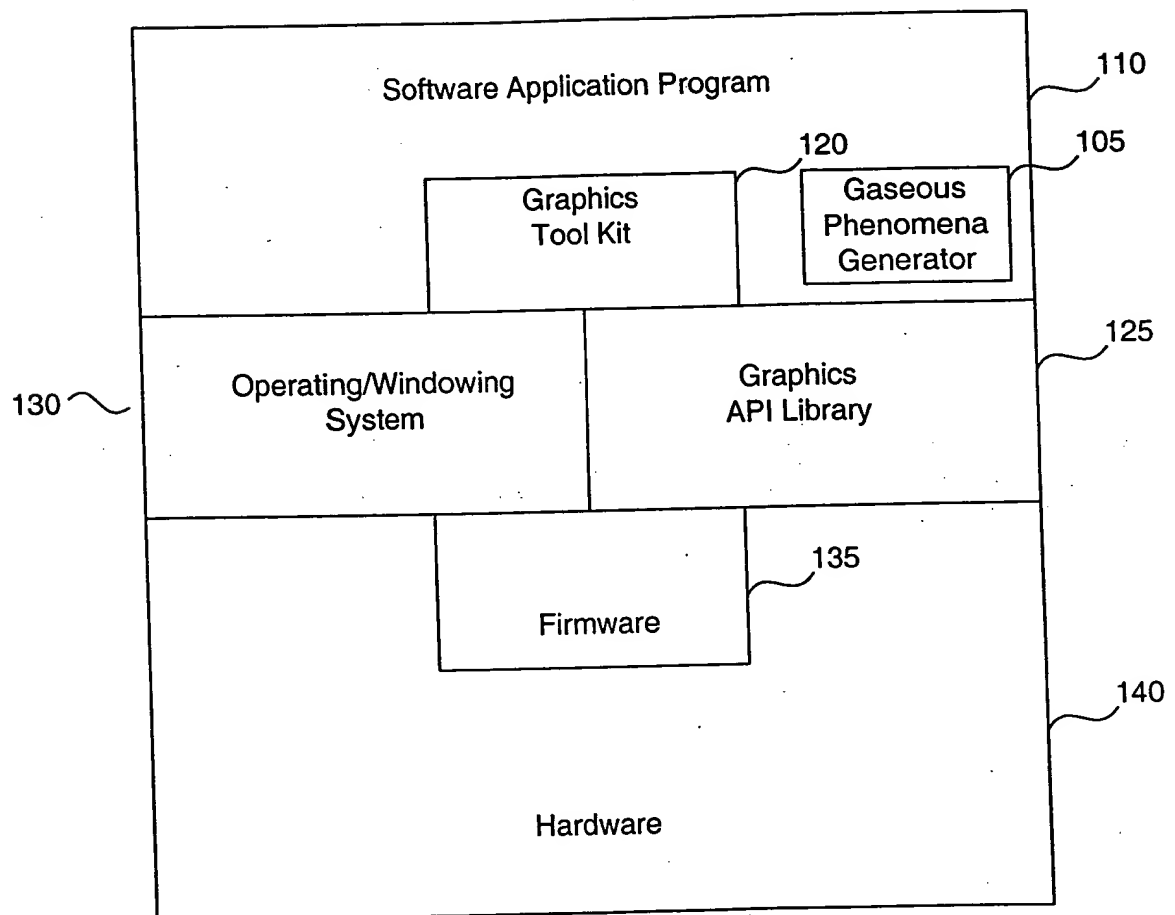 Software Application Program
110
120
105
Graphics
Tool Kit
Gaseous
Phenomena
Generator
130
Operating/Windowing
System
Graphics
API Library
125
Firmware
135
140
Hardware